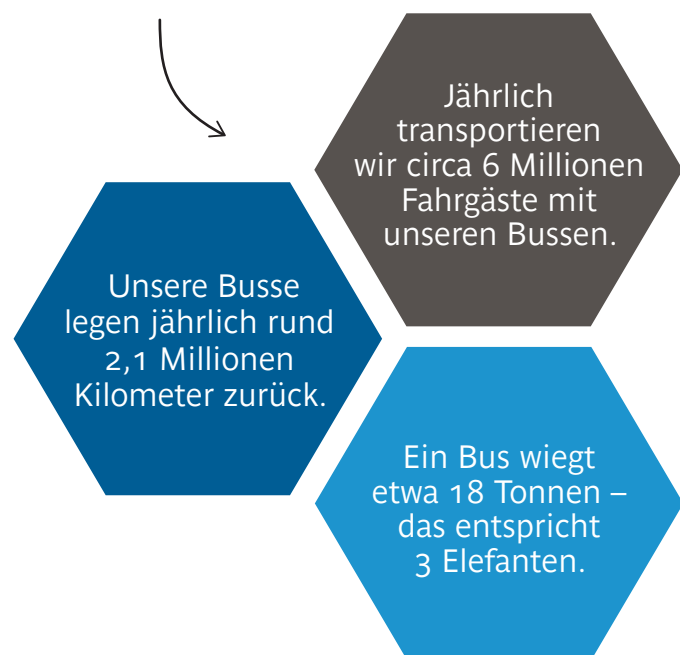 Jährlich
transportieren
wir circa 6 Millionen
Fahrgäste mit
unseren Bussen.
Unsere Busse
legen jährlich rund
2,1 Millionen
Kilometer zurück.
Ein Bus wiegt
etwa 18 Tonnen –
das entspricht
3 Elefanten.